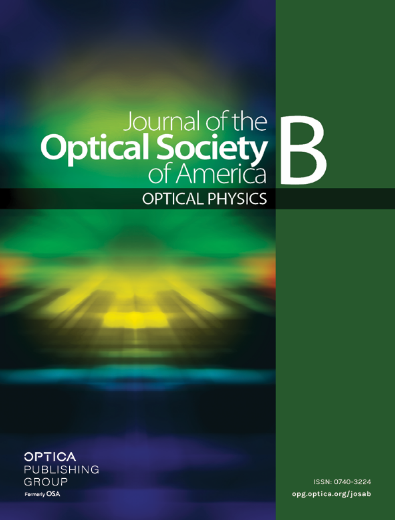 Journal of the
Optical Society
of America
B
OPTICAL PHYSICS
OPTICA
PUBLISHING
GROUP
Formerly OSA
ISSN: 0740-3224
opg.optica.org/josab